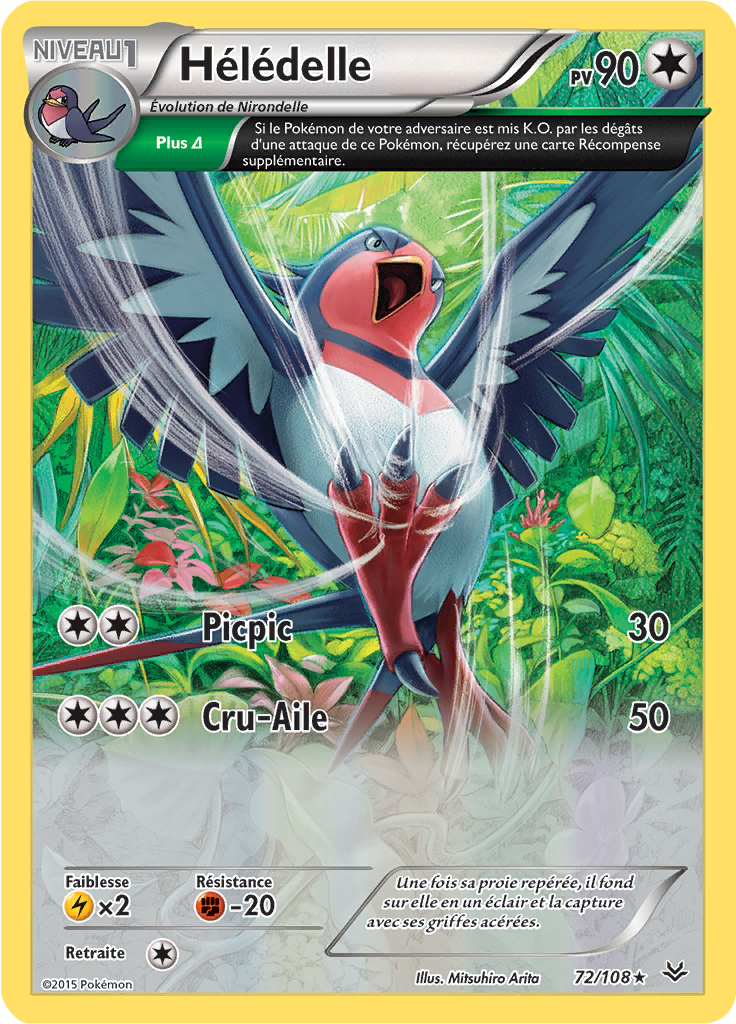 NIVEAU 1
Hélédelle
PV 90
Évolution de Nirondelle
Plus Δ
Si le Pokémon de votre adversaire est mis K.O. par les dégâts
d'une attaque de ce Pokémon, récupérez une carte Récompense
supplémentaire.
Picpic 30
Cru-Aile 50
Faiblesse
×2
Résistance
-20
Retraite
Une fois sa proie repérée, il fond
sur elle en un éclair et la capture
avec ses griffes acérées.
©2015 Pokémon
Illus. Mitsuhiro Arita
72/108★